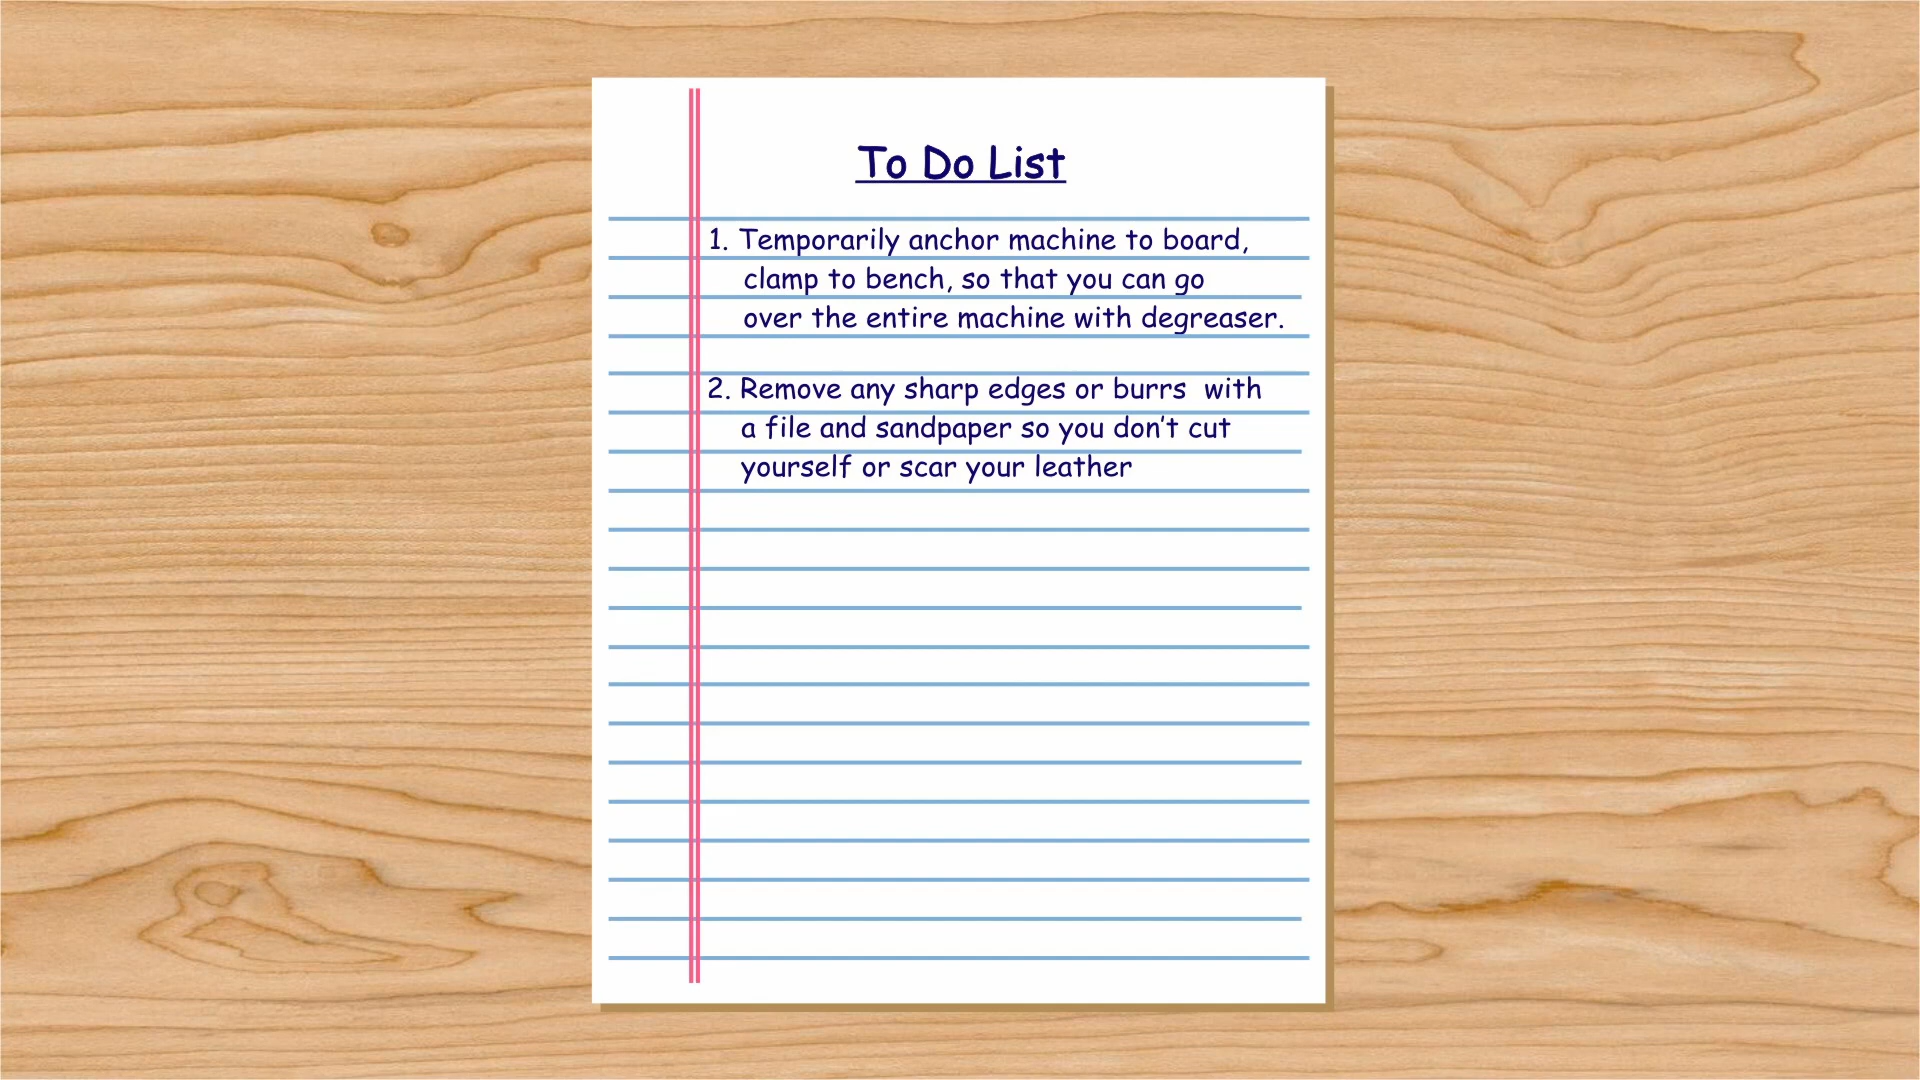 To Do List
1. Temporarily anchor machine to board,
clamp to bench, so that you can go
over the entire machine with degreaser.
2. Remove any sharp edges or burrs  with
a file and sandpaper so you don't cut
yourself or scar your leather